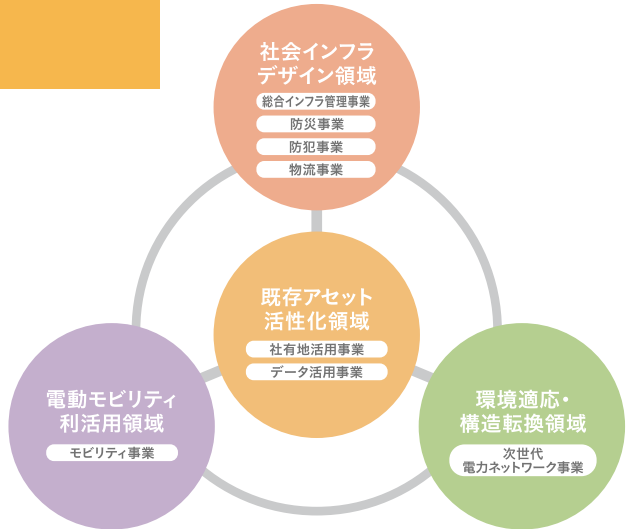 社会インフラ
デザイン領域
総合インフラ管理事業
防災事業
防犯事業
物流事業
既存アセット
活性化領域
社有地活用事業
データ活用事業
電動モビリティ
利活用領域
モビリティ事業
環境適応・
構造転換領域
次世代
電力ネットワーク事業